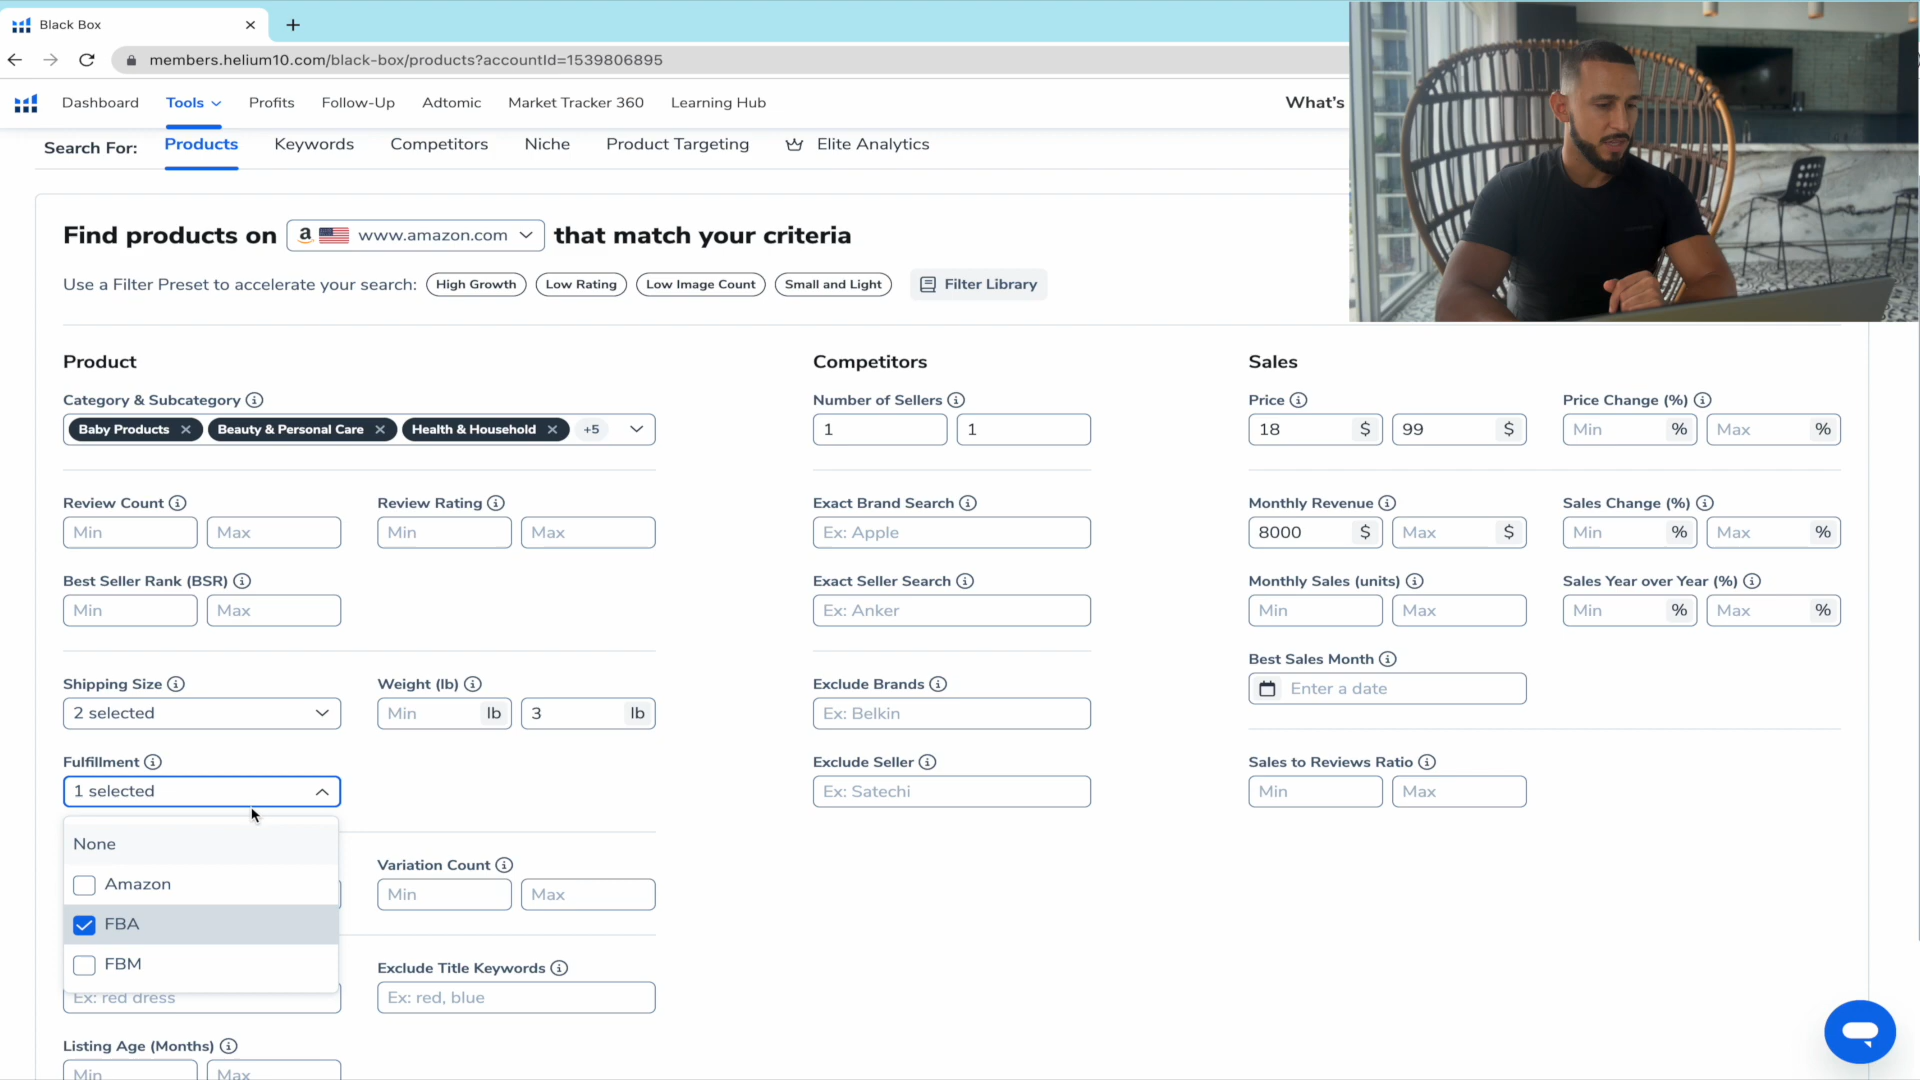 Black Box
members.helium10.com/black-box/products?accountId=1539806895
Dashboard Tools Profits Follow-Up Adtomic Market Tracker 360 Learning Hub What's
Search For: Products Keywords Competitors Niche Product Targeting Elite Analytics
Find products on a www.amazon.com that match your criteria
Use a Filter Preset to accelerate your search: High Growth Low Rating Low Image Count Small and Light Filter Library
Product Competitors Sales
Category & Subcategory Number of Sellers Price Price Change (%)
Baby Products Beauty & Personal Care Health & Household +5 1 1 18 $ 99 $ Min % Max %
Review Count Review Rating Exact Brand Search Monthly Revenue Sales Change (%)
Min Max Min Max Ex: Apple 8000 $ Max $ Min % Max %
Best Seller Rank (BSR) Exact Seller Search Monthly Sales (units) Sales Year over Year (%)
Min Max Ex: Anker Min Max Min % Max %
Best Sales Month
Shipping Size Weight (lb) Exclude Brands Enter a date
2 selected Min lb 3 lb Ex: Belkin
Fulfillment Exclude Seller Sales to Reviews Ratio
1 selected Ex: Satechi Min Max
None
Variation Count
Amazon Min Max
FBA
FBM Exclude Title Keywords
Ex: red dress Ex: red, blue
Listing Age (Months)
Min Max